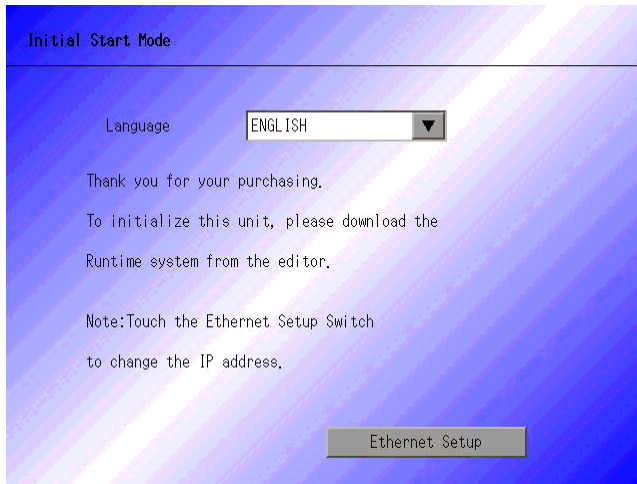 Initial Start Mode
Language ENGLISH ▼
Thank you for your purchasing.
To initialize this unit, please download the
Runtime system from the editor.
Note:Touch the Ethernet Setup Switch
to change the IP address.
Ethernet Setup